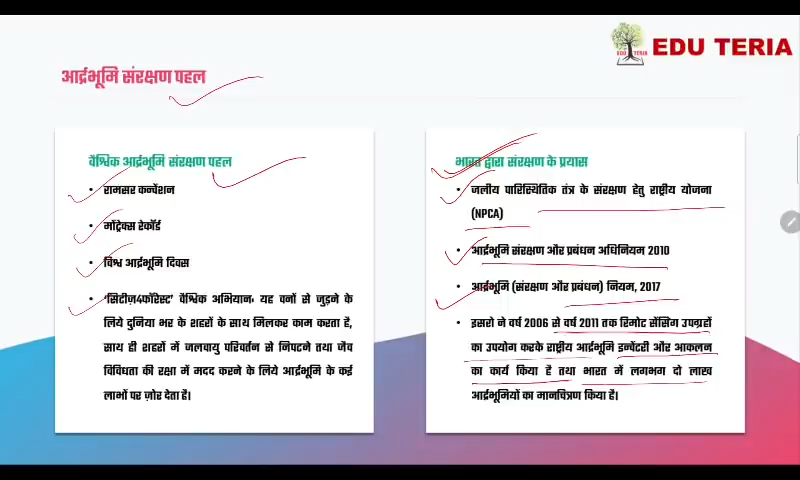 EDU TERIA
EDU TERIA
आर्द्रभूमि संरक्षण पहल
वैश्विक आर्द्रभूमि संरक्षण पहल
• रामसर कन्वेंशन
• मोंट्रेक्स रेकॉर्ड
• विश्व आर्द्रभूमि दिवस
• 'सिटीज़4फॉरेस्ट' वैश्विक अभियानः यह वनों से जुड़ने के
लिये दुनिया भर के शहरों के साथ मिलकर काम करता है,
साथ ही शहरों में जलवायु परिवर्तन से निपटने तथा जैव
विविधता की रक्षा में मदद करने के लिये आर्द्रभूमि के कई
लाभों पर ज़ोर देता है।
भारत द्वारा संरक्षण के प्रयास
• जलीय पारिस्थितिक तंत्र के संरक्षण हेतु राष्ट्रीय योजना
(NPCA)
• आर्द्रभूमि संरक्षण और प्रबंधन अधिनियम 2010
• आर्द्रभूमि (संरक्षण और प्रबंधन) नियम, 2017
• इसरो ने वर्ष 2006 से वर्ष 2011 तक रिमोट सेंसिंग उपग्रहों
का उपयोग करके राष्ट्रीय आर्द्रभूमि इन्वेंटरी और आकलन
का कार्य किया है तथा भारत में लगभग दो लाख
आर्द्रभूमियों का मानचित्रण किया है।